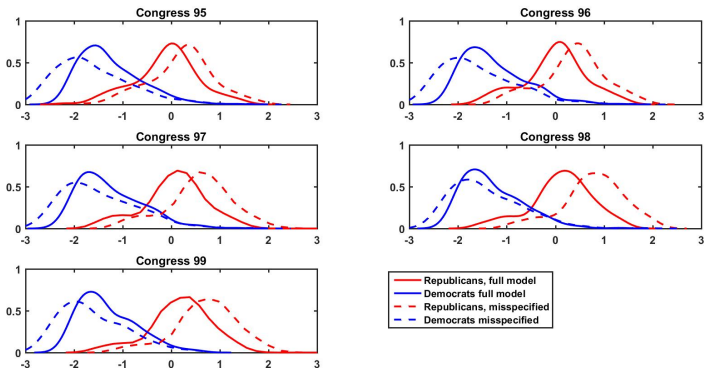 Congress 95
1
0.5
0
-3 -2 -1 0 1 2 3
Congress 96
1
0.5
0
-3 -2 -1 0 1 2 3
Congress 97
1
0.5
0
-3 -2 -1 0 1 2 3
Congress 98
1
0.5
0
-3 -2 -1 0 1 2 3
Congress 99
1
0.5
0
-3 -2 -1 0 1 2 3
Republicans, full model
Democrats full model
Republicans, misspecified
Democrats misspecified